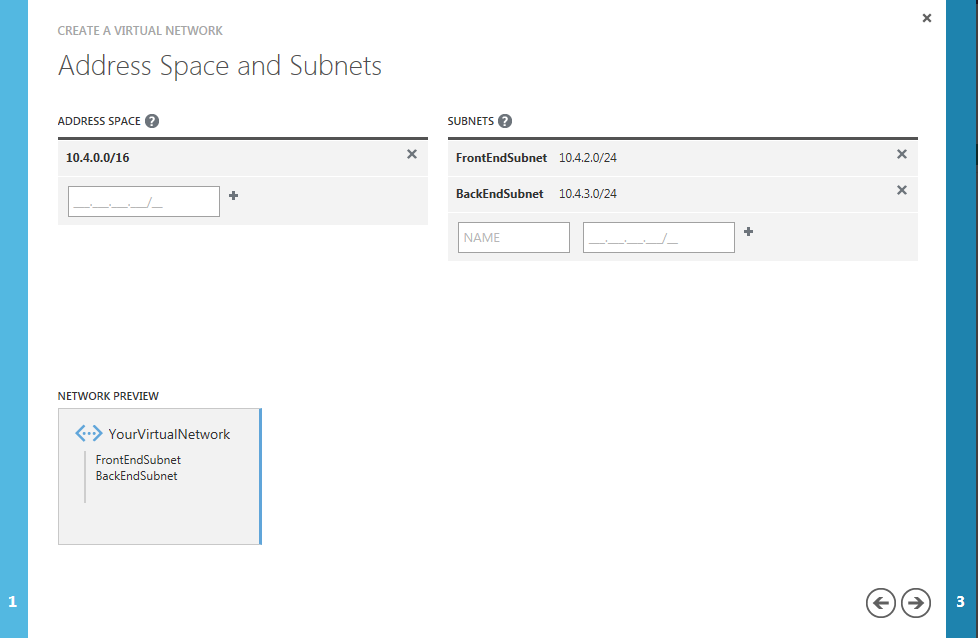 CREATE A VIRTUAL NETWORK
Address Space and Subnets
ADDRESS SPACE ?
10.4.0.0/16
__.__.__.__/_
SUBNETS ?
FrontEndSubnet 10.4.2.0/24
BackEndSubnet 10.4.3.0/24
NAME __.__.__.__/_
NETWORK PREVIEW
YourVirtualNetwork
FrontEndSubnet
BackEndSubnet
1
3